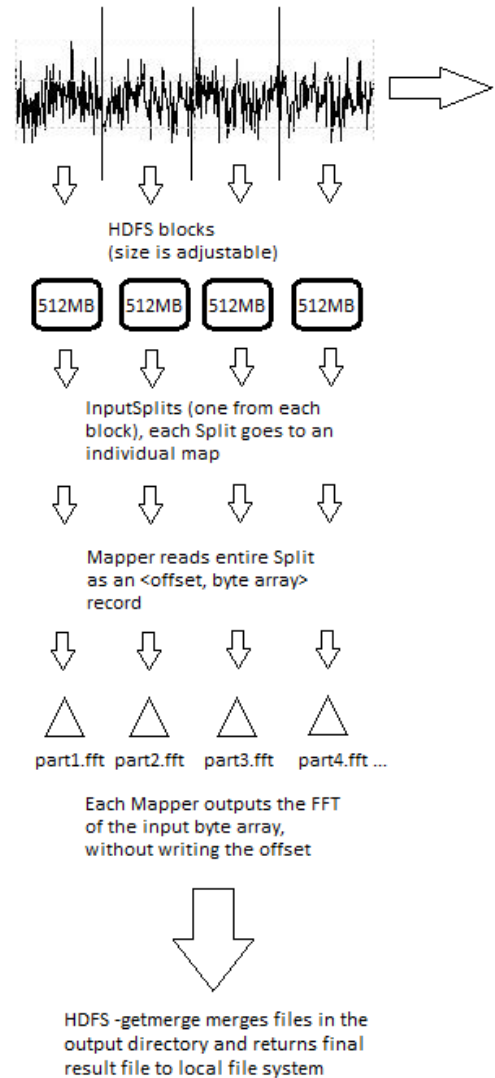 HDFS blocks
(size is adjustable)
512MB 512MB 512MB 512MB
InputSplits (one from each
block), each Split goes to an
individual map
Mapper reads entire Split
as an <offset, byte array>
record
part1.fft part2.fft part3.fft part4.fft ...
Each Mapper outputs the FFT
of the input byte array,
without writing the offset
HDFS -getmerge merges files in the
output directory and returns final
result file to local file system